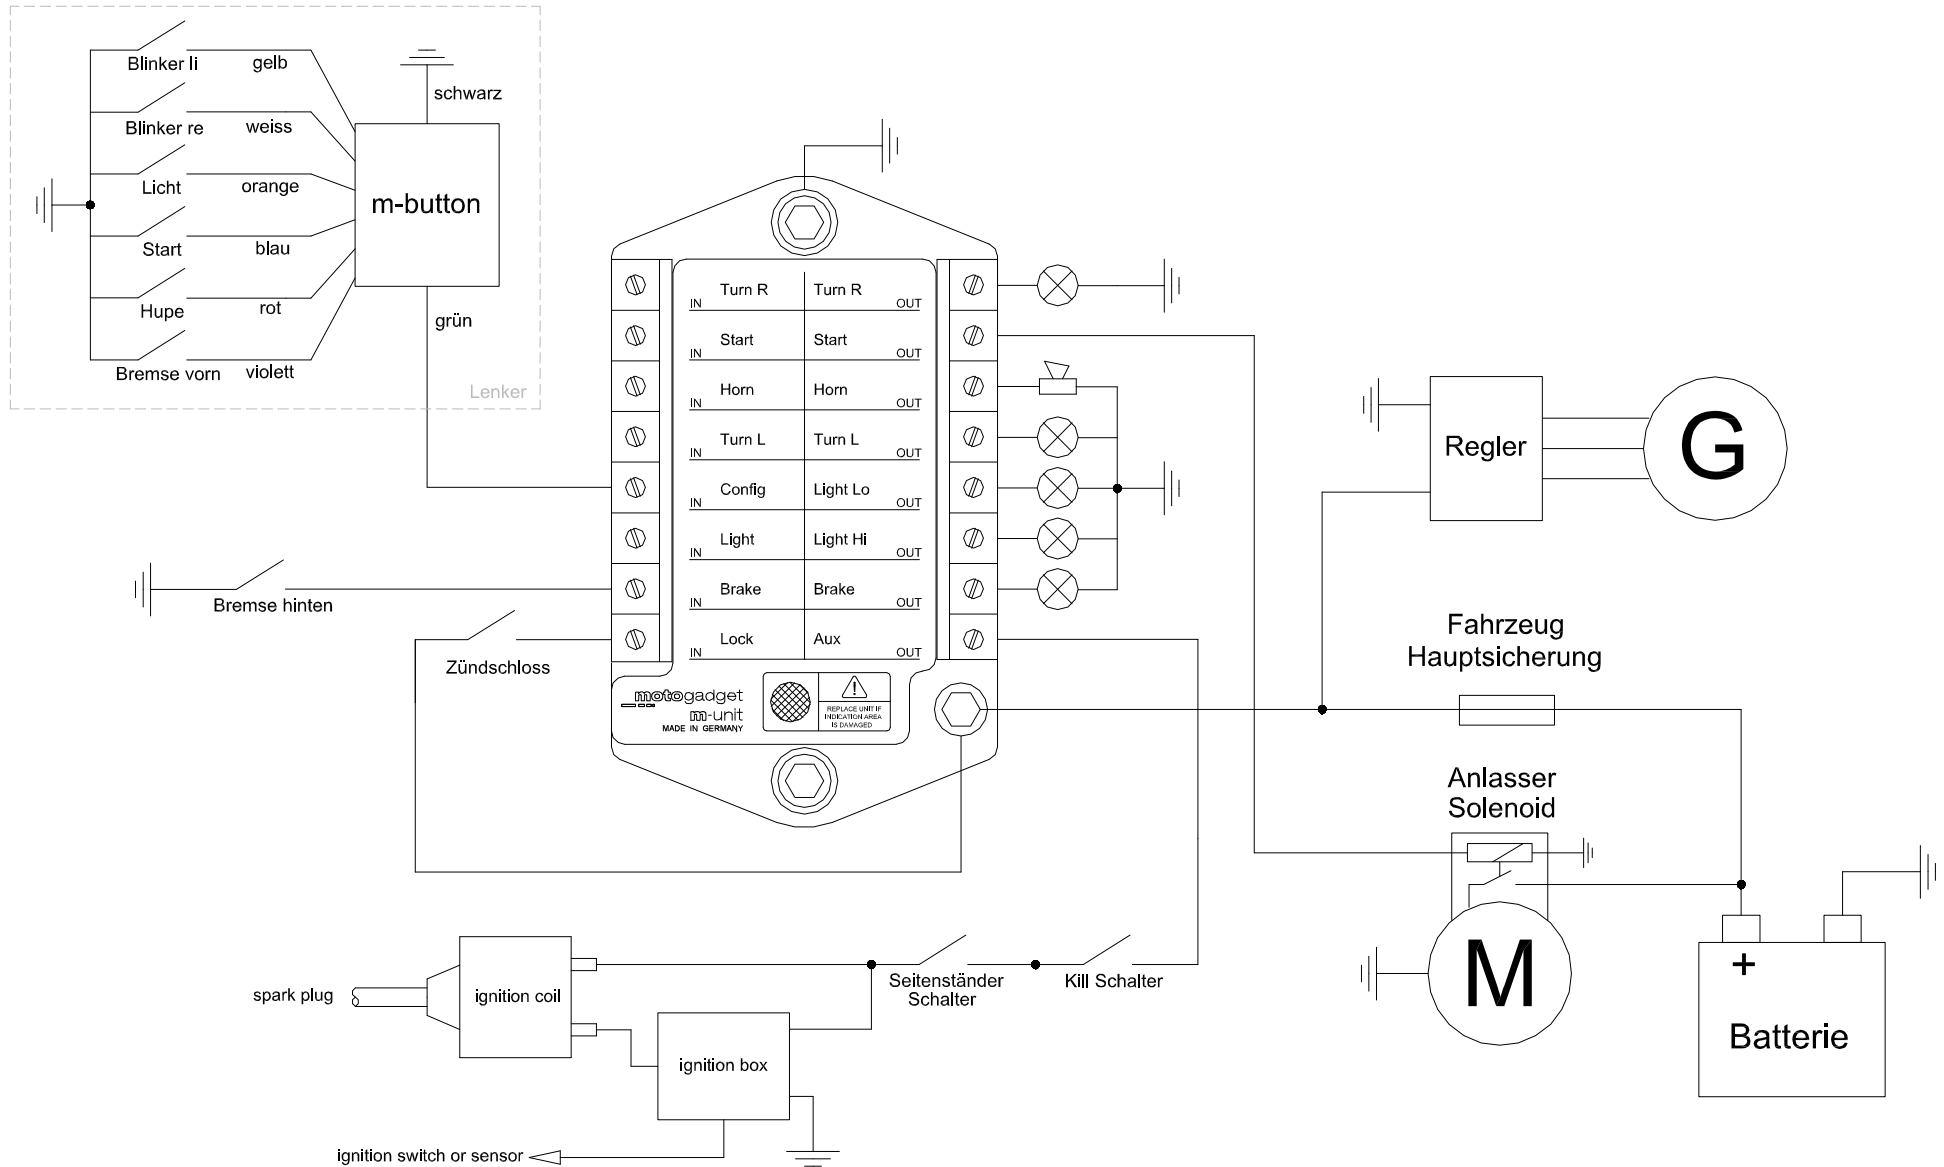 Blinker li gelb
Blinker re weiss
Licht orange
Start blau
Hupe rot
Bremse vorn violett
m-button
schwarz
grün
Lenker
Turn R IN Turn R OUT
Start IN Start OUT
Horn IN Horn OUT
Turn L IN Turn L OUT
Config IN Light Lo OUT
Light IN Light Hi OUT
Brake IN Brake OUT
Lock IN Aux OUT
motogadget
m-unit
MADE IN GERMANY
!
REPLACE UNIT IF
INDICATION AREA
IS DAMAGED
Bremse hinten
Zündschloss
Regler
G
Fahrzeug
Hauptsicherung
Anlasser
Solenoid
M
+
Batterie
Seitenständer
Schalter
Kill Schalter
spark plug
ignition coil
ignition box
ignition switch or sensor